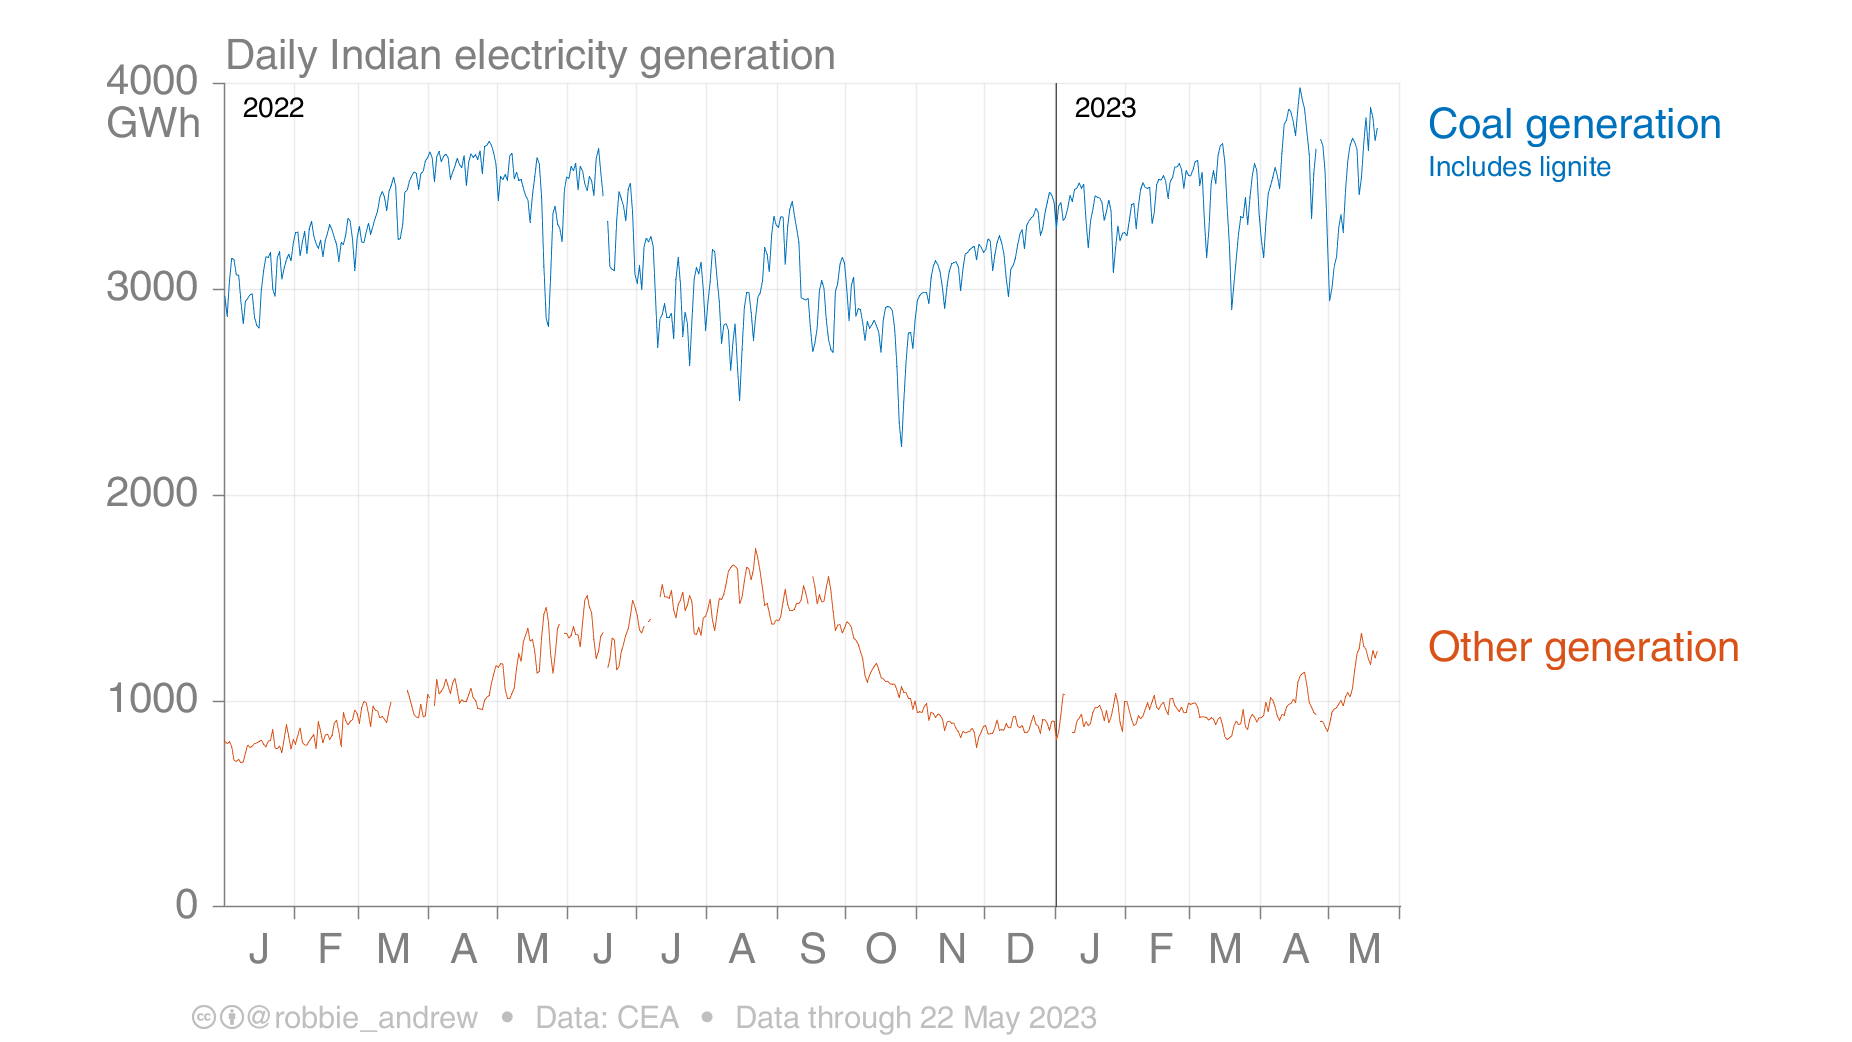 Daily Indian electricity generation
4000
GWh
2022
2023
Coal generation
Includes lignite
3000
2000
Other generation
1000
0
J F M A M J J A S O N D J F M A M
cc @robbie_andrew • Data: CEA • Data through 22 May 2023